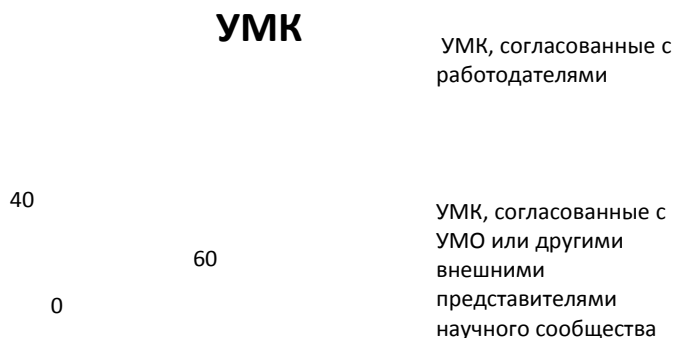 УМК
УМК, согласованные с
работодателями
40
60
0
УМК, согласованные с
УМО или другими
внешними
представителями
научного сообщества